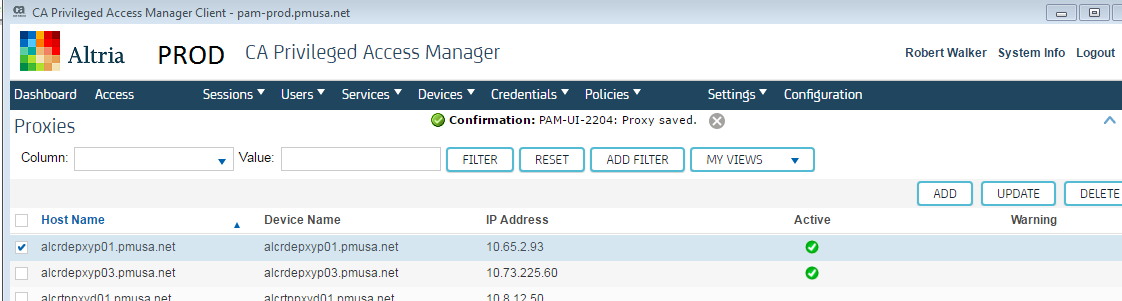 CA Privileged Access Manager Client - pam-prod.pmusa.net
Altria PROD CA Privileged Access Manager Robert Walker System Info Logout
Dashboard Access Sessions Users Services Devices Credentials Policies Settings Configuration
Proxies Confirmation: PAM-UI-2204: Proxy saved.
Column: Value: FILTER RESET ADD FILTER MY VIEWS
ADD UPDATE DELETE
Host Name Device Name IP Address Active Warning
alcrdepxyp01.pmusa.net alcrdepxyp01.pmusa.net 10.65.2.93
alcrdepxyp03.pmusa.net alcrdepxyp03.pmusa.net 10.73.225.60